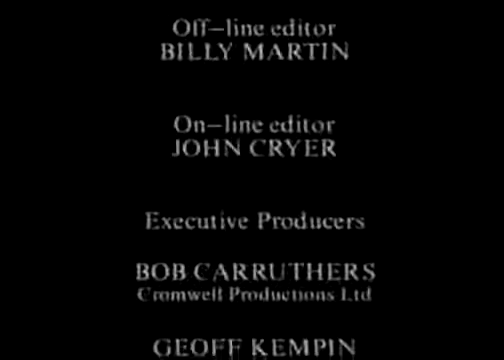 Off-line editor
BILLY MARTIN
On-line editor
JOHN CRYER
Executive Producers
BOB CARRUTHERS
Cromwell Productions Ltd
GEOFF KEMPIN